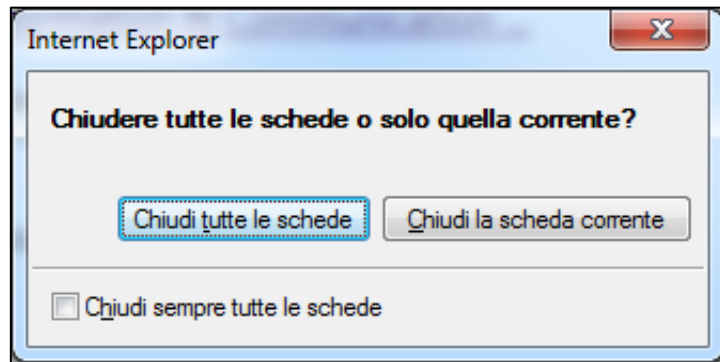 Internet Explorer
Chiudere tutte le schede o solo quella corrente?
Chiudi tutte le schede
Chiudi la scheda corrente
Chiudi sempre tutte le schede